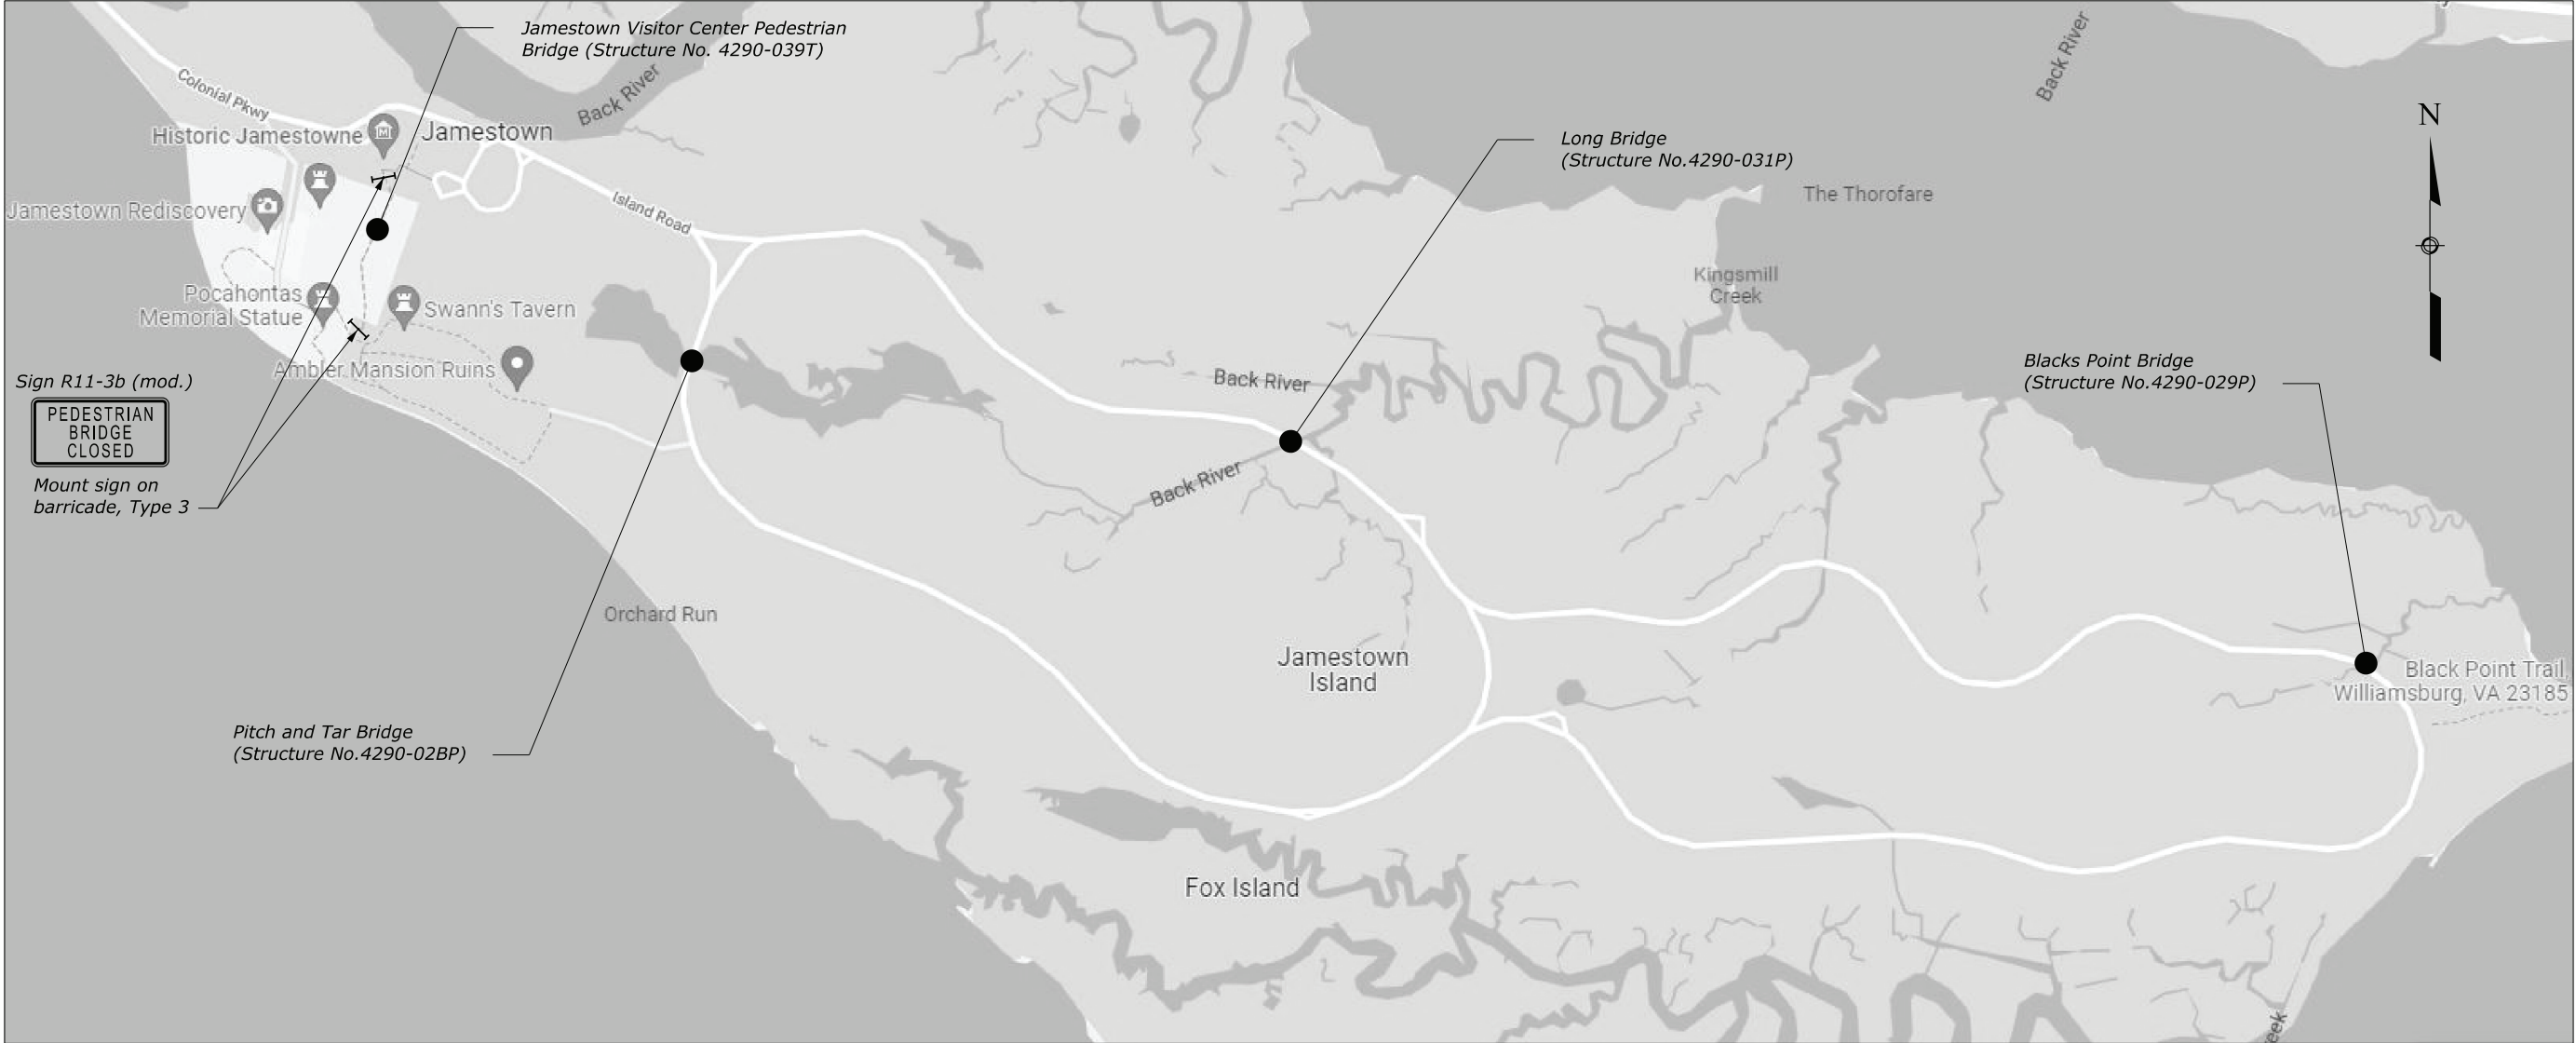 Jamestown Visitor Center Pedestrian
Bridge (Structure No. 4290-039T)
Colonial Pkwy
Back River
Back River
Historic Jamestowne
Jamestown
N
Long Bridge
(Structure No.4290-031P)
The Thorofare
Jamestown Rediscovery
Island Road
Kingsmill
Creek
Pocahontas
Memorial Statue
Swann's Tavern
Ambler Mansion Ruins
Back River
Blacks Point Bridge
(Structure No.4290-029P)
Sign R11-3b (mod.)
PEDESTRIAN
BRIDGE
CLOSED
Mount sign on
barricade, Type 3
Back River
Orchard Run
Jamestown
Island
Black Point Trail,
Williamsburg, VA 23185
Pitch and Tar Bridge
(Structure No.4290-02BP)
Fox Island